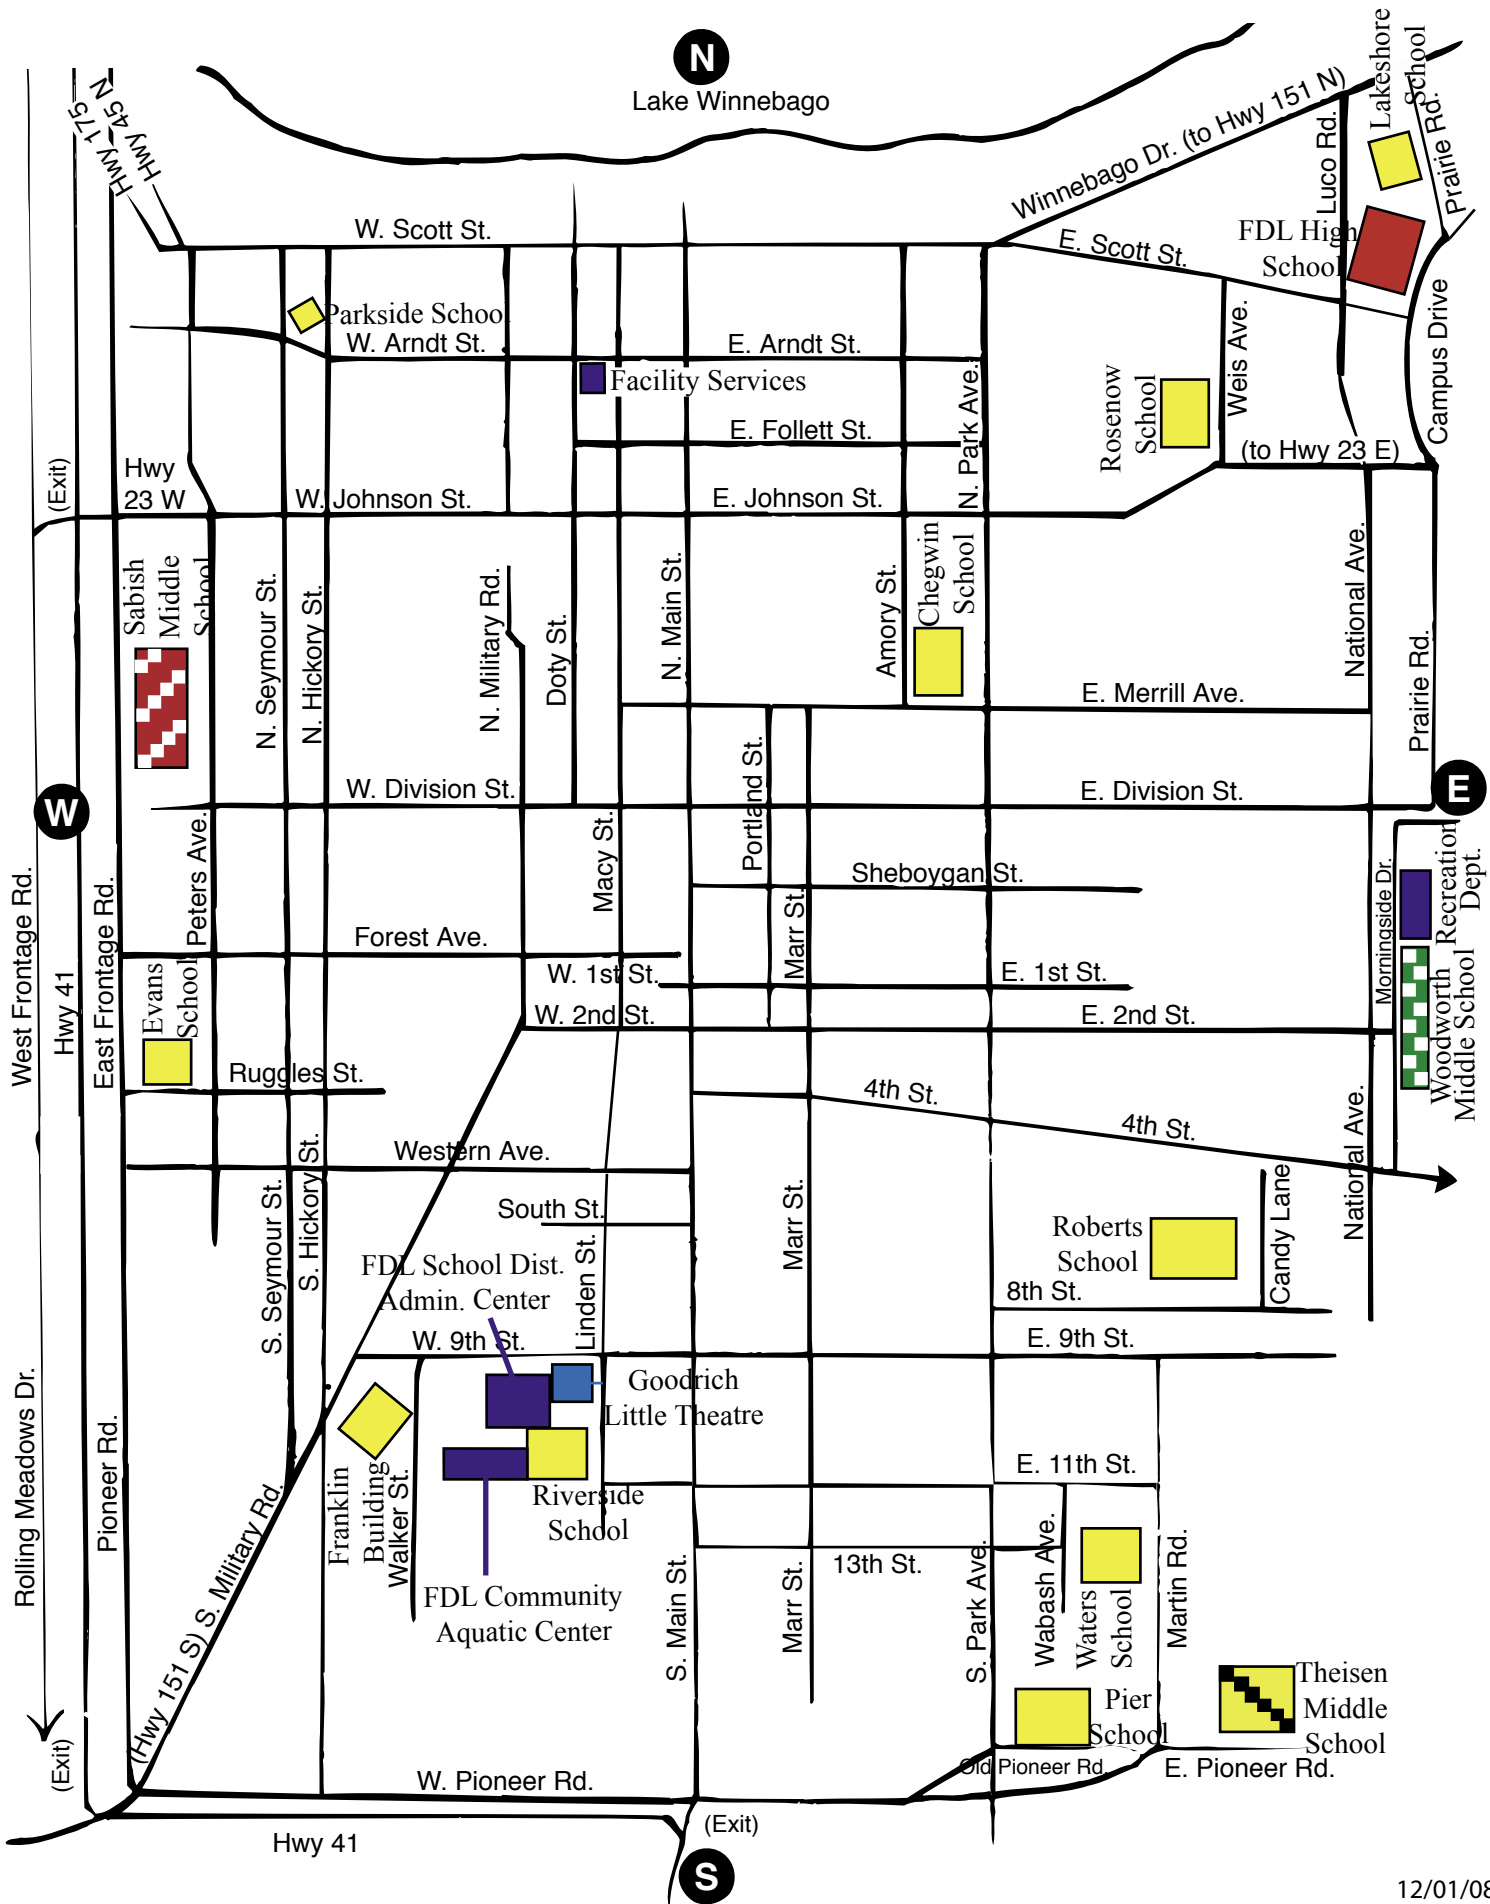 N
Lake Winnebago
Lakeshore
School
Hwy 45 N
Hwy 175
Winnebago Dr. (to Hwy 151 N)
Luco Rd.
Prairie Rd.
W. Scott St.
E. Scott St.
FDL High
School
Parkside School
W. Arndt St.
E. Arndt St.
Facility Services
Weis Ave.
Campus Drive
Rosenow
School
N. Park Ave.
E. Follett St.
(to Hwy 23 E)
(Exit)
Hwy
23 W
W. Johnson St.
E. Johnson St.
Sabish
Middle
School
N. Seymour St.
N. Hickory St.
N. Military Rd.
Doty St.
N. Main St.
Amory St.
Chegwin
School
National Ave.
Prairie Rd.
E. Merrill Ave.
W
W. Division St.
E. Division St.
E
Portland St.
Macy St.
Peters Ave.
Sheboygan St.
Morningside Dr.
Recreation
Dept.
West Frontage Rd.
Hwy 41
East Frontage Rd.
Forest Ave.
Marr St.
Evans
School
W. 1st St.
E. 1st St.
W. 2nd St.
E. 2nd St.
Woodworth
Middle School
Ruggles St.
4th St.
4th St.
Western Ave.
South St.
S. Seymour St.
S. Hickory St.
Marr St.
Roberts
School
Candy Lane
National Ave.
FDL School Dist.
Admin. Center
Linden St.
8th St.
W. 9th St.
E. 9th St.
Goodrich
Little Theatre
Rolling Meadows Dr.
Pioneer Rd.
E. 11th St.
Franklin
Building
Walker St.
Riverside
School
13th St.
FDL Community
Aquatic Center
(Hwy 151 S) S. Military Rd.
S. Main St.
Marr St.
S. Park Ave.
Wabash Ave.
Waters
School
Martin Rd.
Theisen
Middle
School
Pier
School
(Exit)
Old Pioneer Rd.
E. Pioneer Rd.
W. Pioneer Rd.
(Exit)
Hwy 41
S
12/01/08